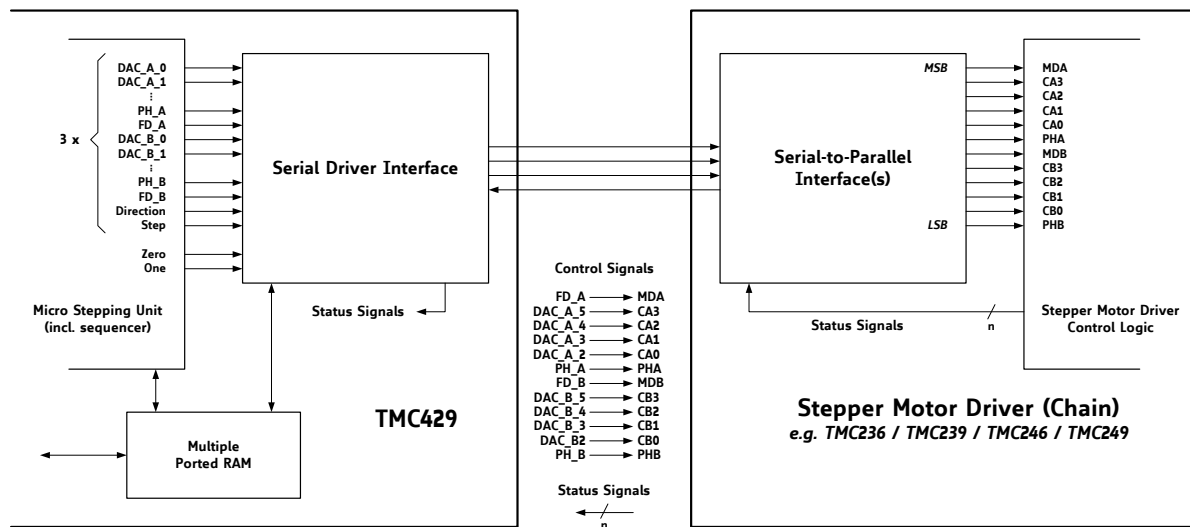 DAC_A_0
DAC_A_1
⋮
PH_A
FD_A
DAC_B_0
DAC_B_1
⋮
PH_B
FD_B
Direction
Step
3 x
Zero
One
Micro Stepping Unit
(incl. sequencer)
Serial Driver Interface
Status Signals
TMC429
Multiple
Ported RAM
Control Signals
FD_A MDA
DAC_A_5 CA3
DAC_A_4 CA2
DAC_A_3 CA1
DAC_A_2 CA0
PH_A PHA
FD_B MDB
DAC_B_5 CB3
DAC_B_4 CB2
DAC_B_3 CB1
DAC_B2 CB0
PH_B PHB
Status Signals
n
MSB
Serial-to-Parallel
Interface(s)
LSB
MDA
CA3
CA2
CA1
CA0
PHA
MDB
CB3
CB2
CB1
CB0
PHB
Status Signals
n
Stepper Motor Driver
Control Logic
Stepper Motor Driver (Chain)
e.g. TMC236 / TMC239 / TMC246 / TMC249